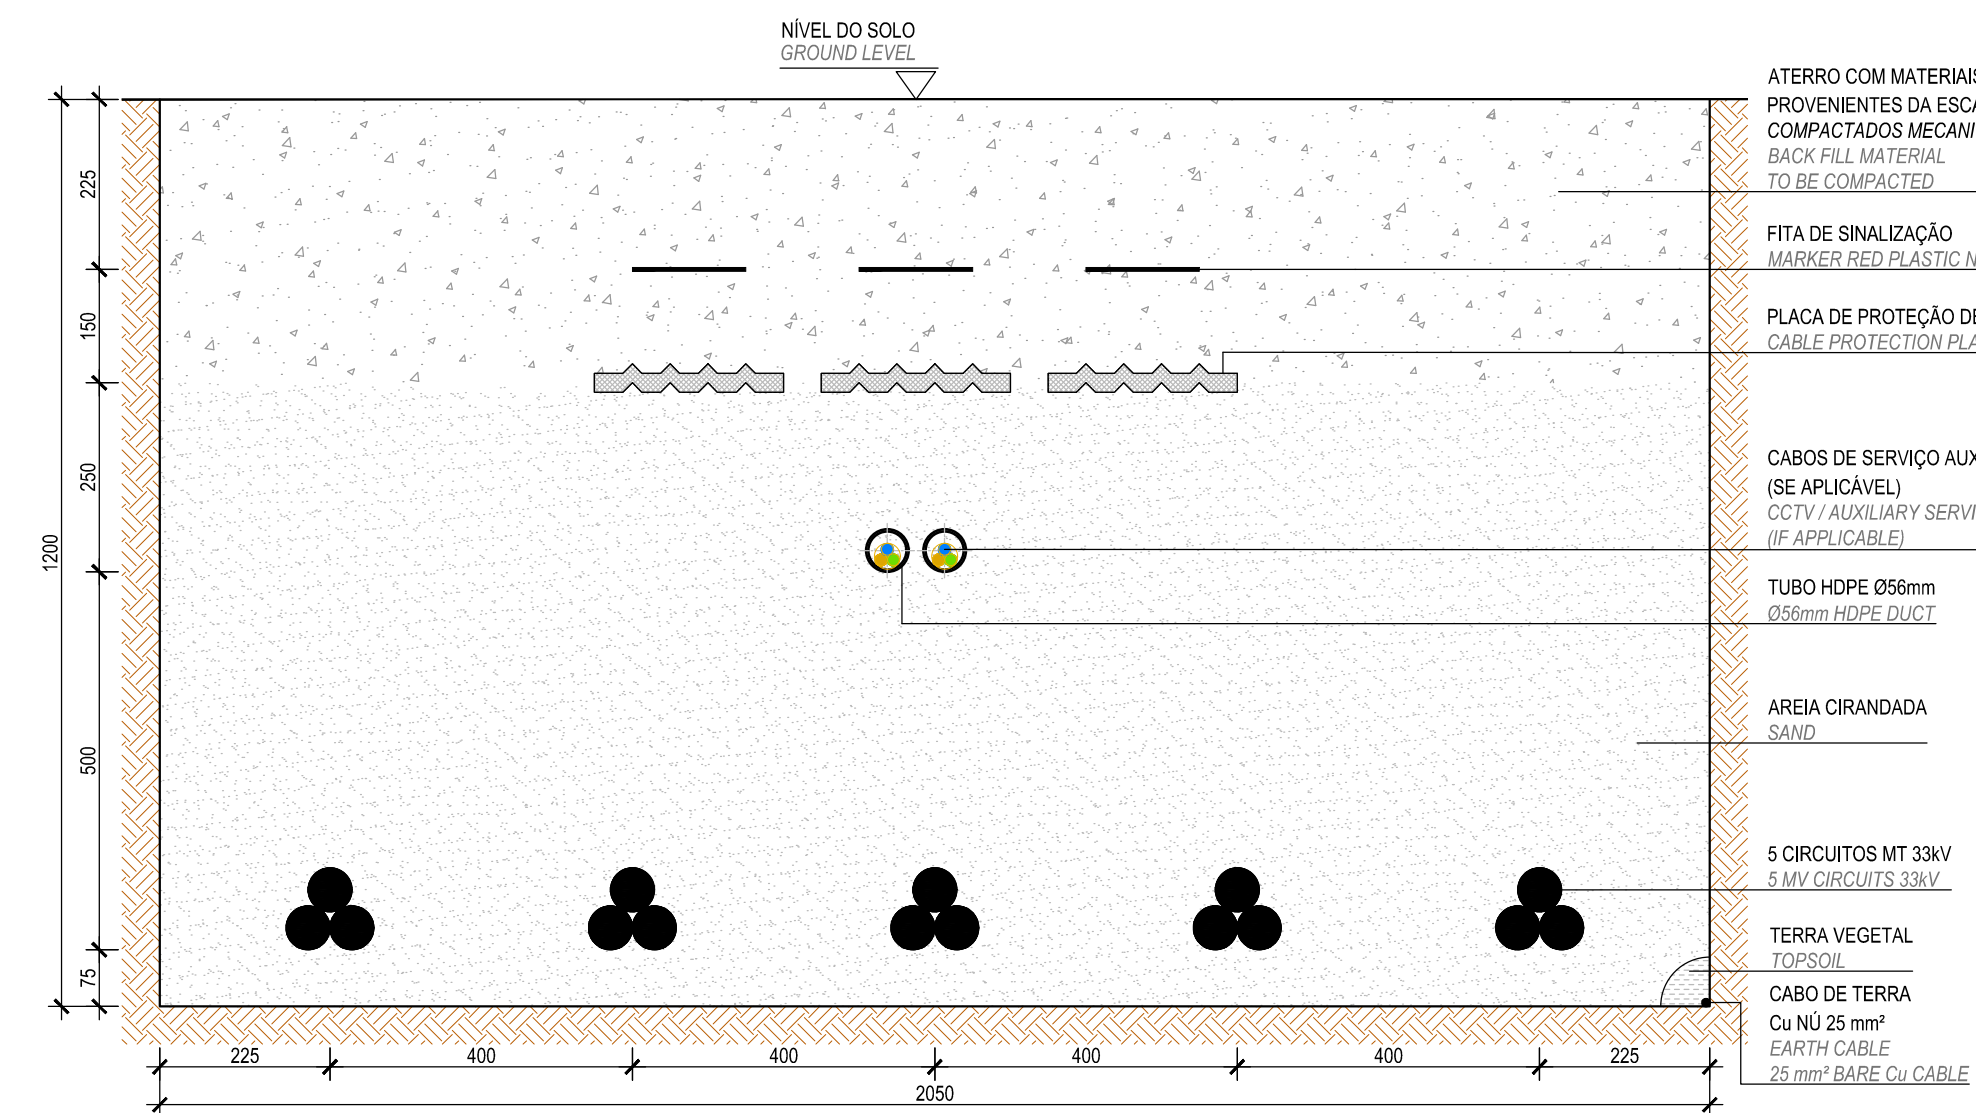 NÍVEL DO SOLO
GROUND LEVEL
ATERRO COM MATERIAIS
PROVENIENTES DA ESCA
COMPACTADOS MECANI
BACK FILL MATERIAL
TO BE COMPACTED
FITA DE SINALIZAÇÃO
MARKER RED PLASTIC N
PLACA DE PROTEÇÃO DE
CABLE PROTECTION PLA
CABOS DE SERVIÇO AUX
(SE APLICÁVEL)
CCTV / AUXILIARY SERVI
(IF APPLICABLE)
TUBO HDPE Ø56mm
Ø56mm HDPE DUCT
AREIA CIRANDADA
SAND
5 CIRCUITOS MT 33kV
5 MV CIRCUITS 33kV
TERRA VEGETAL
TOPSOIL
CABO DE TERRA
Cu NÚ 25 mm²
EARTH CABLE
25 mm² BARE Cu CABLE
225
150
250
500
75
1200
225
400
400
400
400
225
2050